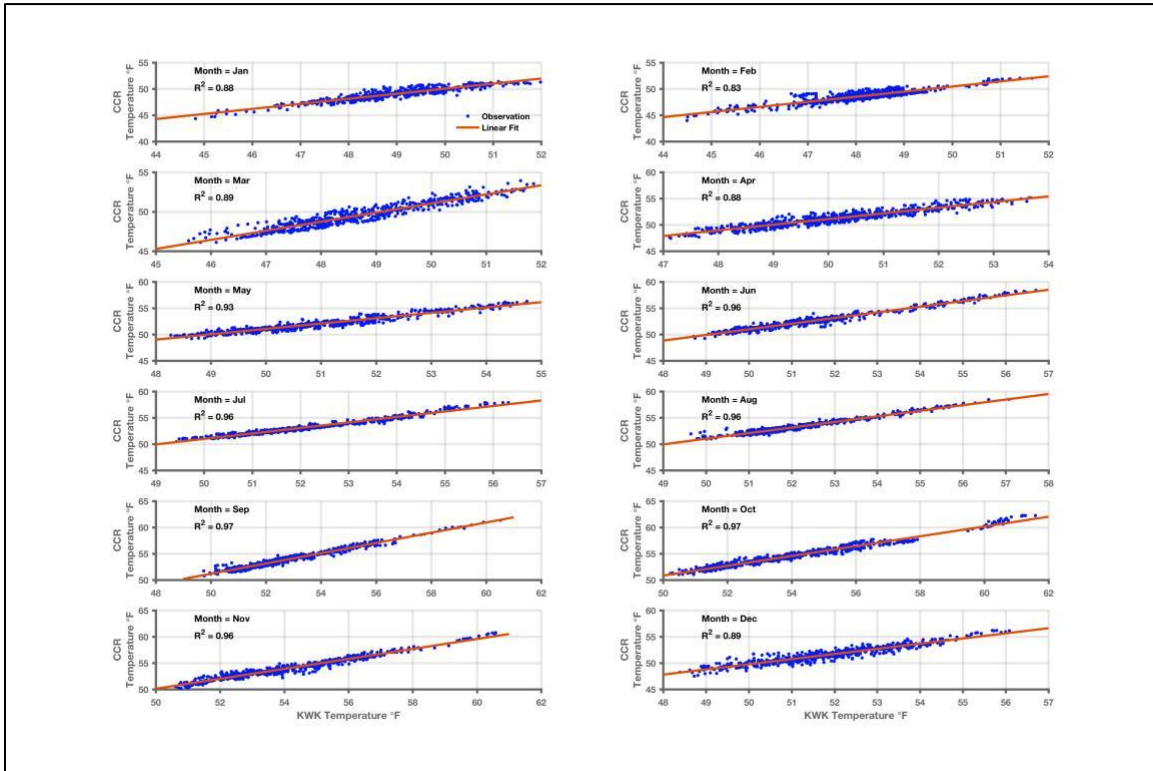 Month = Jan
R² = 0.88
CCR
Temperature °F
55
50
45
40
44 45 46 47 48 49 50 51 52
Observation
Linear Fit
Month = Feb
R² = 0.83
CCR
Temperature °F
55
50
45
40
44 45 46 47 48 49 50 51 52
Month = Mar
R² = 0.89
CCR
Temperature °F
55
50
45
45 46 47 48 49 50 51 52
Month = Apr
R² = 0.88
CCR
Temperature °F
60
55
50
45
47 48 49 50 51 52 53 54
Month = May
R² = 0.93
CCR
Temperature °F
60
55
50
45
48 49 50 51 52 53 54 55
Month = Jun
R² = 0.96
CCR
Temperature °F
60
55
50
45
48 49 50 51 52 53 54 55 56 57
Month = Jul
R² = 0.96
CCR
Temperature °F
60
55
50
45
49 50 51 52 53 54 55 56 57
Month = Aug
R² = 0.96
CCR
Temperature °F
60
55
50
45
49 50 51 52 53 54 55 56 57 58
Month = Sep
R² = 0.97
CCR
Temperature °F
65
60
55
50
48 50 52 54 56 58 60 62
Month = Oct
R² = 0.97
CCR
Temperature °F
65
60
55
50
50 52 54 56 58 60 62
Month = Nov
R² = 0.96
CCR
Temperature °F
65
60
55
50
50 52 54 56 58 60 62
KWK Temperature °F
Month = Dec
R² = 0.89
CCR
Temperature °F
60
55
50
45
48 49 50 51 52 53 54 55 56 57
KWK Temperature °F